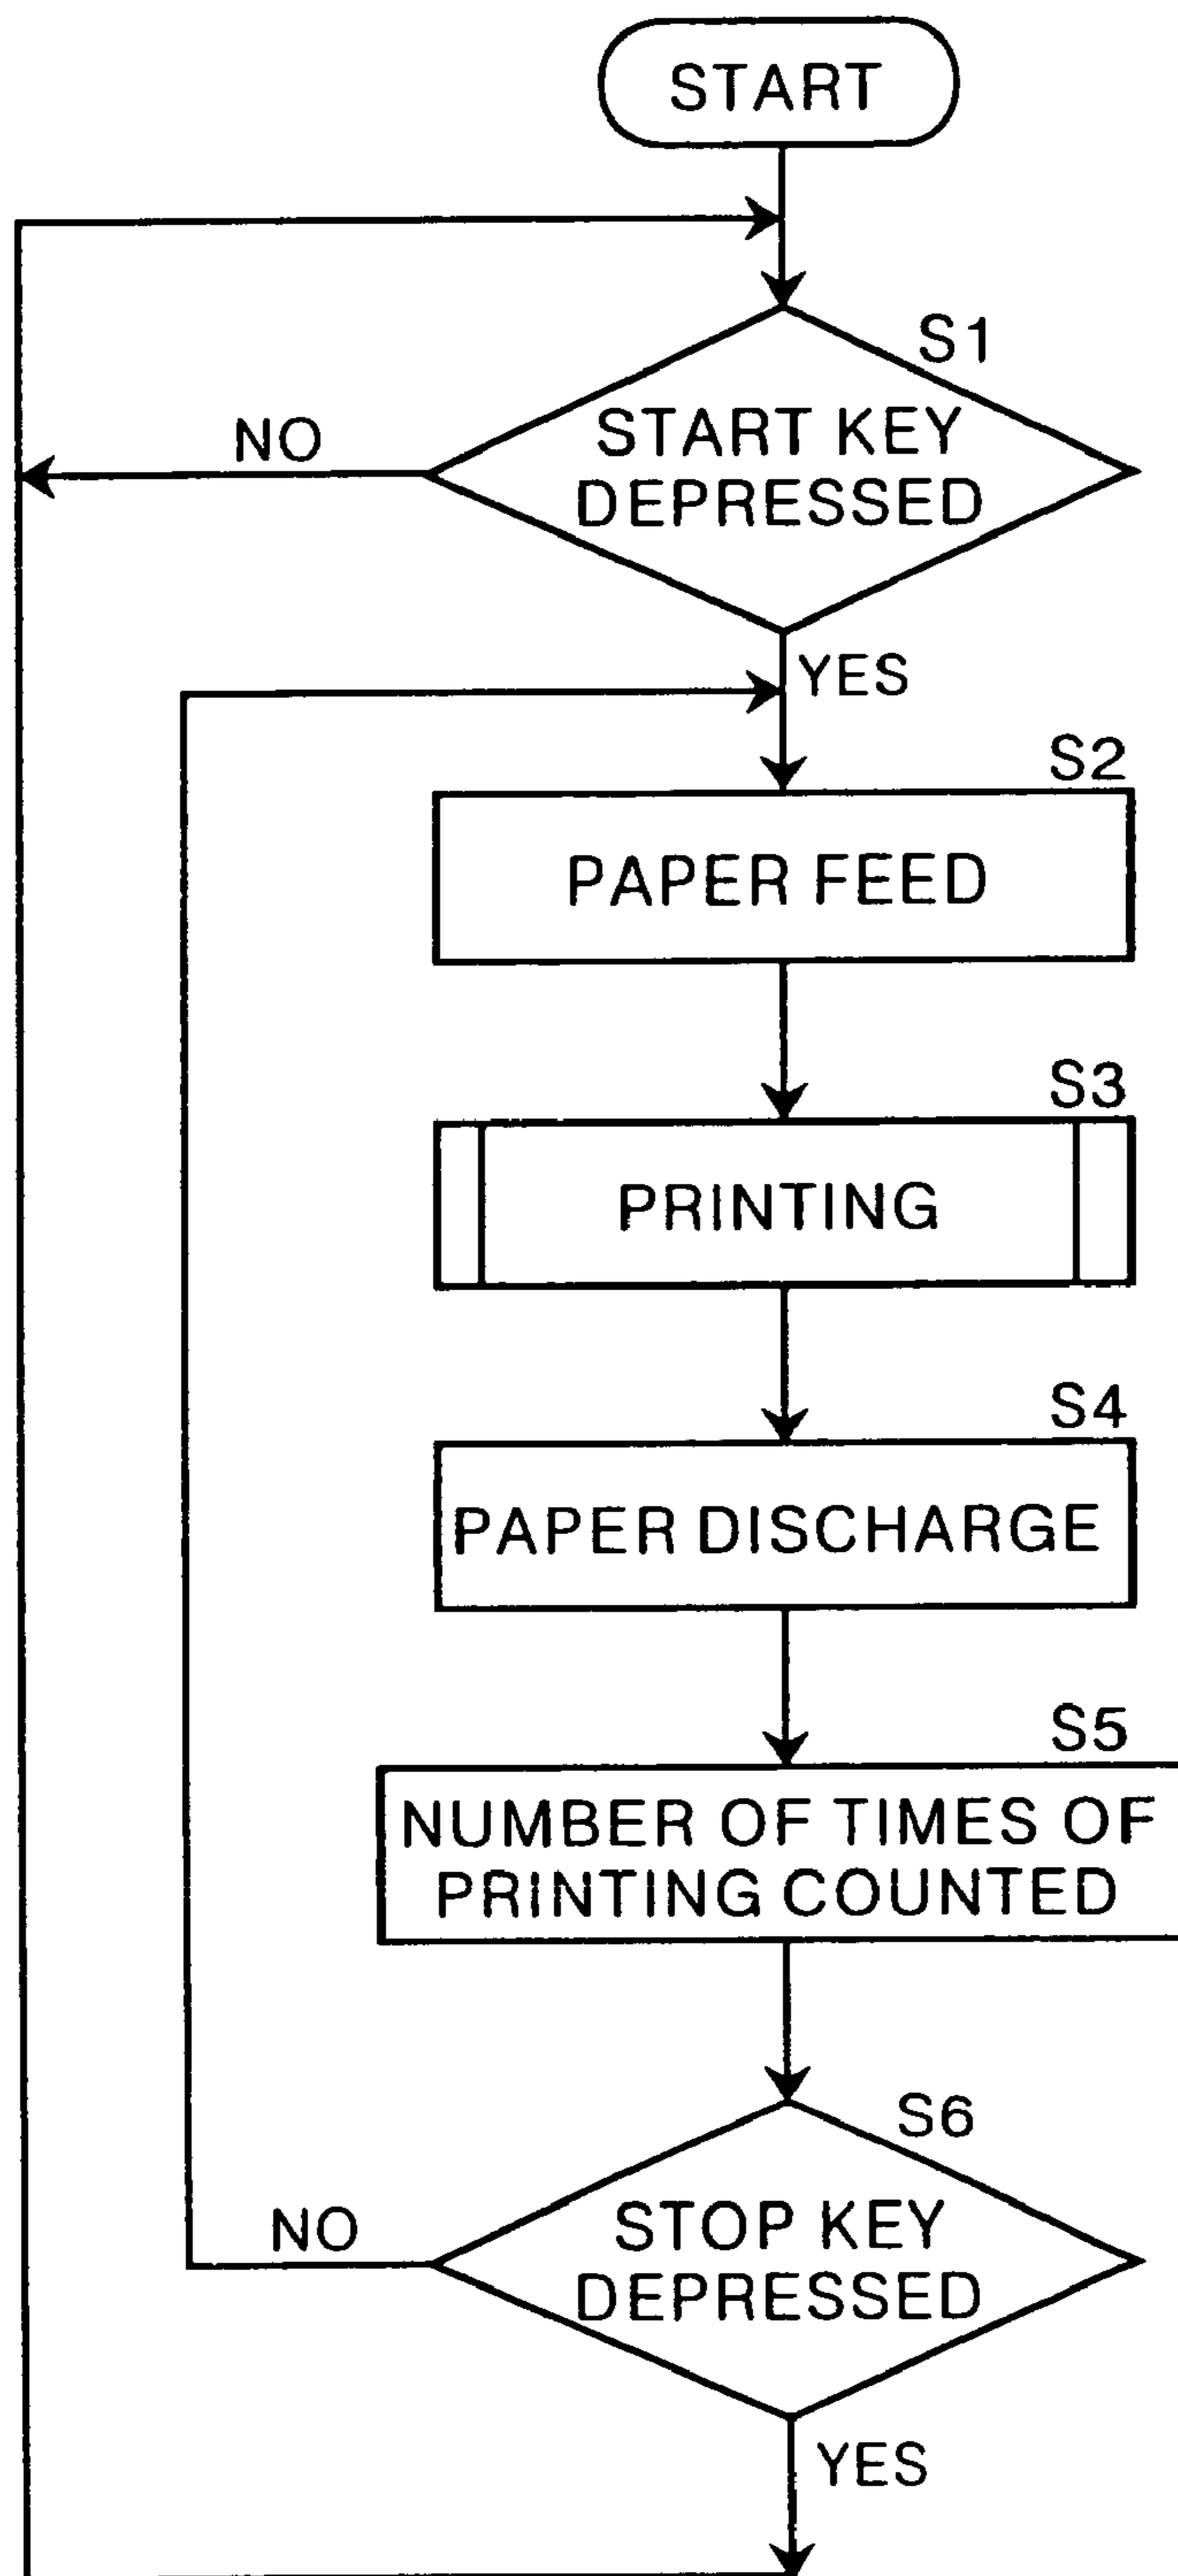 START
S1
START KEY
DEPRESSED
NO
YES
S2
PAPER FEED
S3
PRINTING
S4
PAPER DISCHARGE
S5
NUMBER OF TIMES OF
PRINTING COUNTED
S6
STOP KEY
DEPRESSED
NO
YES